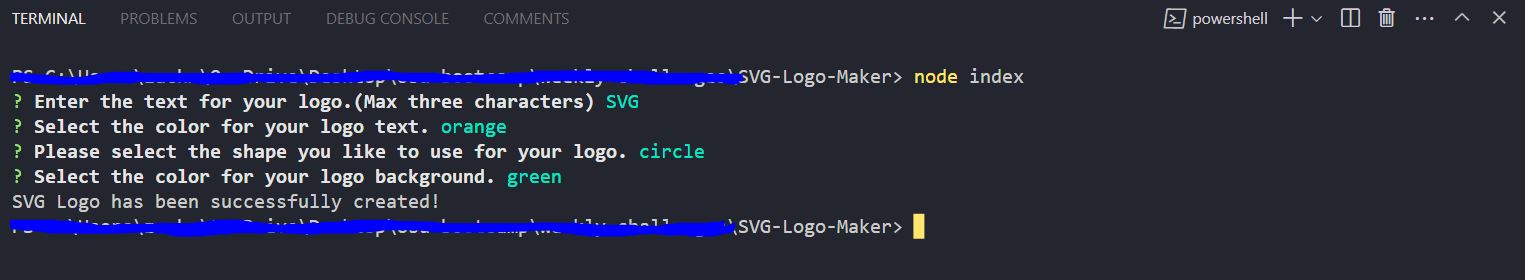 TERMINAL PROBLEMS OUTPUT DEBUG CONSOLE COMMENTS powershell
\SVG-Logo-Maker> node index
? Enter the text for your logo.(Max three characters) SVG
? Select the color for your logo text. orange
? Please select the shape you like to use for your logo. circle
? Select the color for your logo background. green
SVG Logo has been successfully created!
\SVG-Logo-Maker>